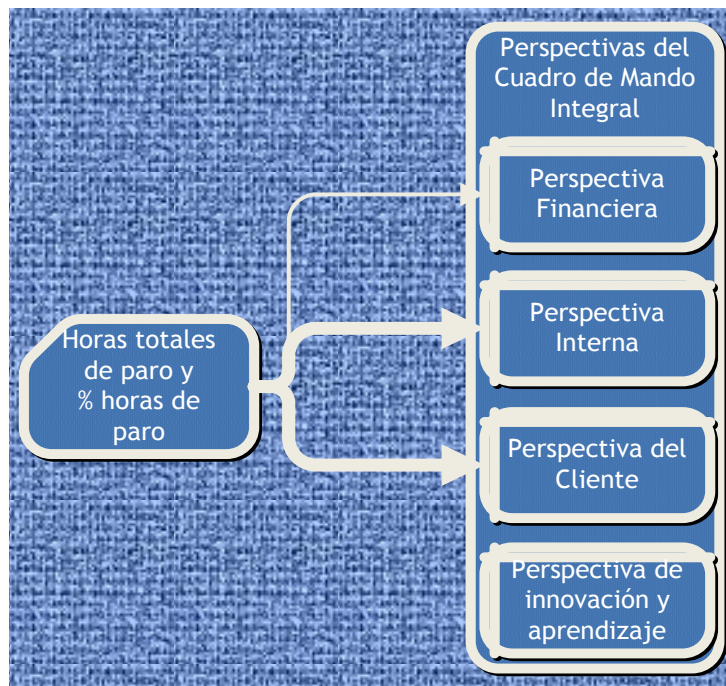 Perspectivas del
Cuadro de Mando
Integral
Perspectiva
Financiera
Perspectiva
Interna
Horas totales
de paro y
% horas de
paro
Perspectiva del
Cliente
Perspectiva de
innovación y
aprendizaje